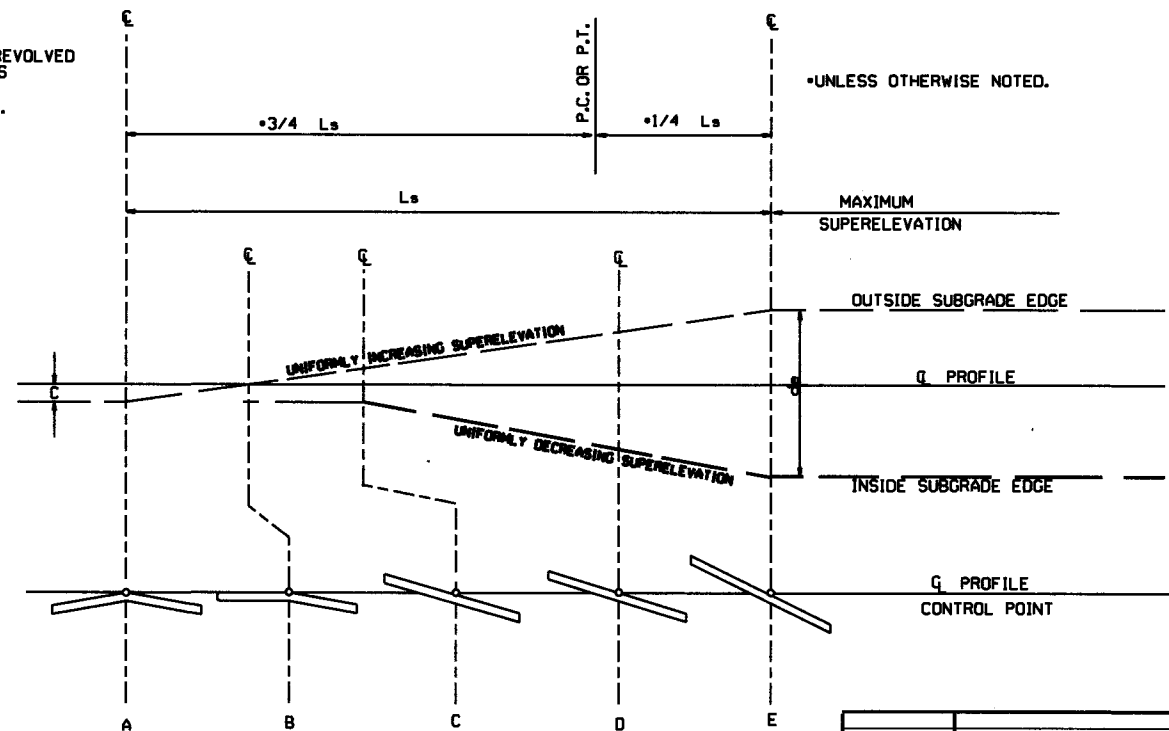 ℄
℄
REVOLVED
S
.
P.C. OR P.T.
*UNLESS OTHERWISE NOTED.
*3/4 Ls
*1/4 Ls
Ls
MAXIMUM
SUPERELEVATION
℄
℄
℄
OUTSIDE SUBGRADE EDGE
UNIFORMLY INCREASING SUPERELEVATION
C
℄ PROFILE
UNIFORMLY DECREASING SUPERELEVATION
INSIDE SUBGRADE EDGE
℄ PROFILE
CONTROL POINT
A
B
C
D
E